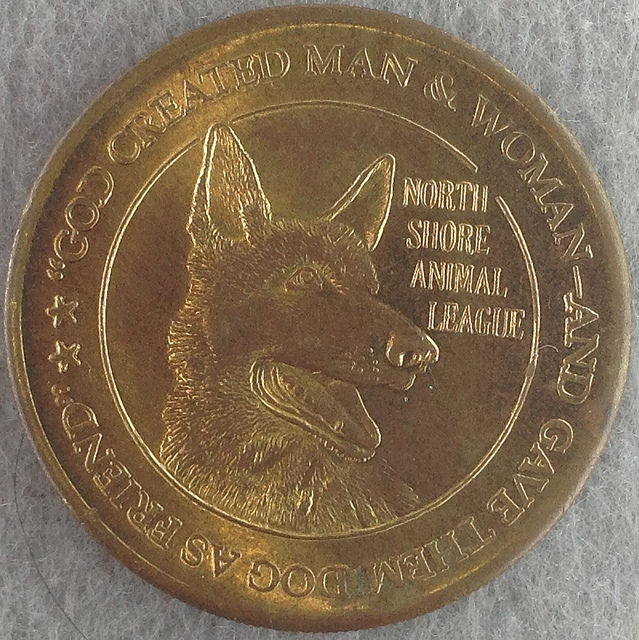 "GOD CREATED MAN & WOMAN—AND GAVE THEM DOG AS FRIEND"
NORTH
SHORE
ANIMAL
LEAGUE